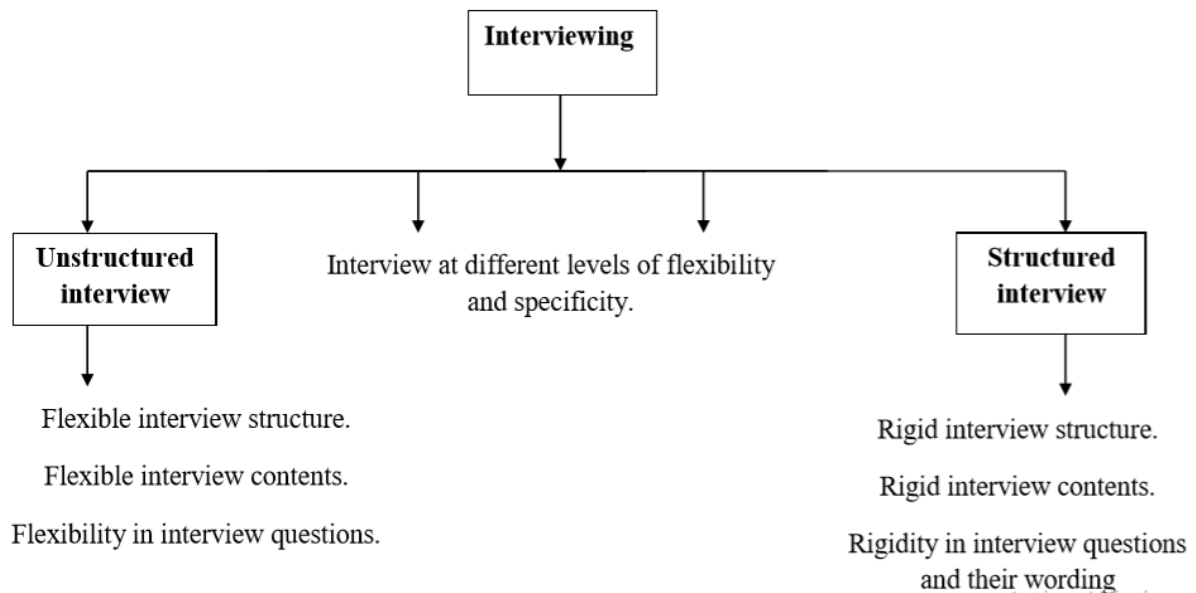 Interviewing
Unstructured
interview
Interview at different levels of flexibility
and specificity.
Structured
interview
Flexible interview structure.
Flexible interview contents.
Flexibility in interview questions.
Rigid interview structure.
Rigid interview contents.
Rigidity in interview questions
and their wording